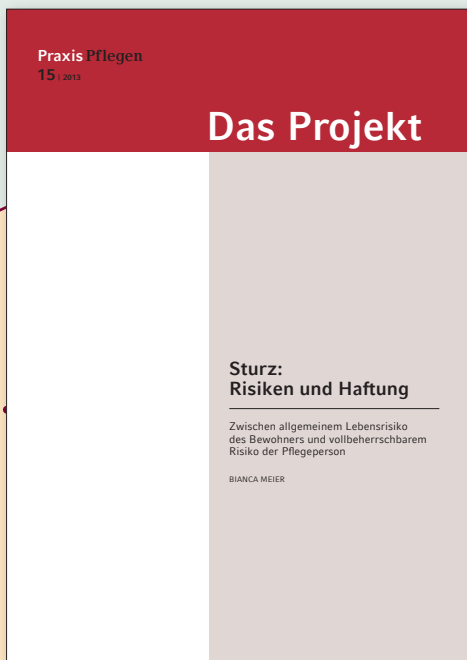 Praxis Pflegen
15 | 2013
Das Projekt
Sturz:
Risiken und Haftung
Zwischen allgemeinem Lebensrisiko
des Bewohners und vollbeherrschbarem
Risiko der Pflegeperson
BIANCA MEIER